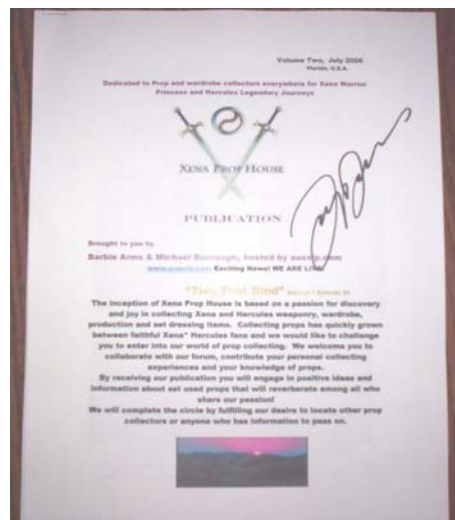 Volume Two, July 2006
Florida, U.S.A.
Dedicated to Prop and wardrobe collectors everywhere for Xena Warrior
Princess and Hercules Legendary Journeys
XENA PROP HOUSE
PUBLICATION
Brought to you by
Barbie Arms & Michael
Exciting News! WE ARE
"Ties That Bind"
The inception of Xena Prop House is based on a passion for discovery
and joy in collecting Xena and Hercules weaponry, wardrobe,
production and set dressing items. Collecting props has quickly grown
between faithful Xena* Hercules fans and we would like to challenge
you to enter into our world of prop collecting. We welcome you to
collaborate with our forum, contribute your personal collecting
experiences and your knowledge of props.
By receiving our publication you will engage in positive ideas and
information about set used props that will reverberate among all who
share our passion!
We will complete the circle by fulfilling our desire to locate other prop
collectors or anyone who has information to pass on.